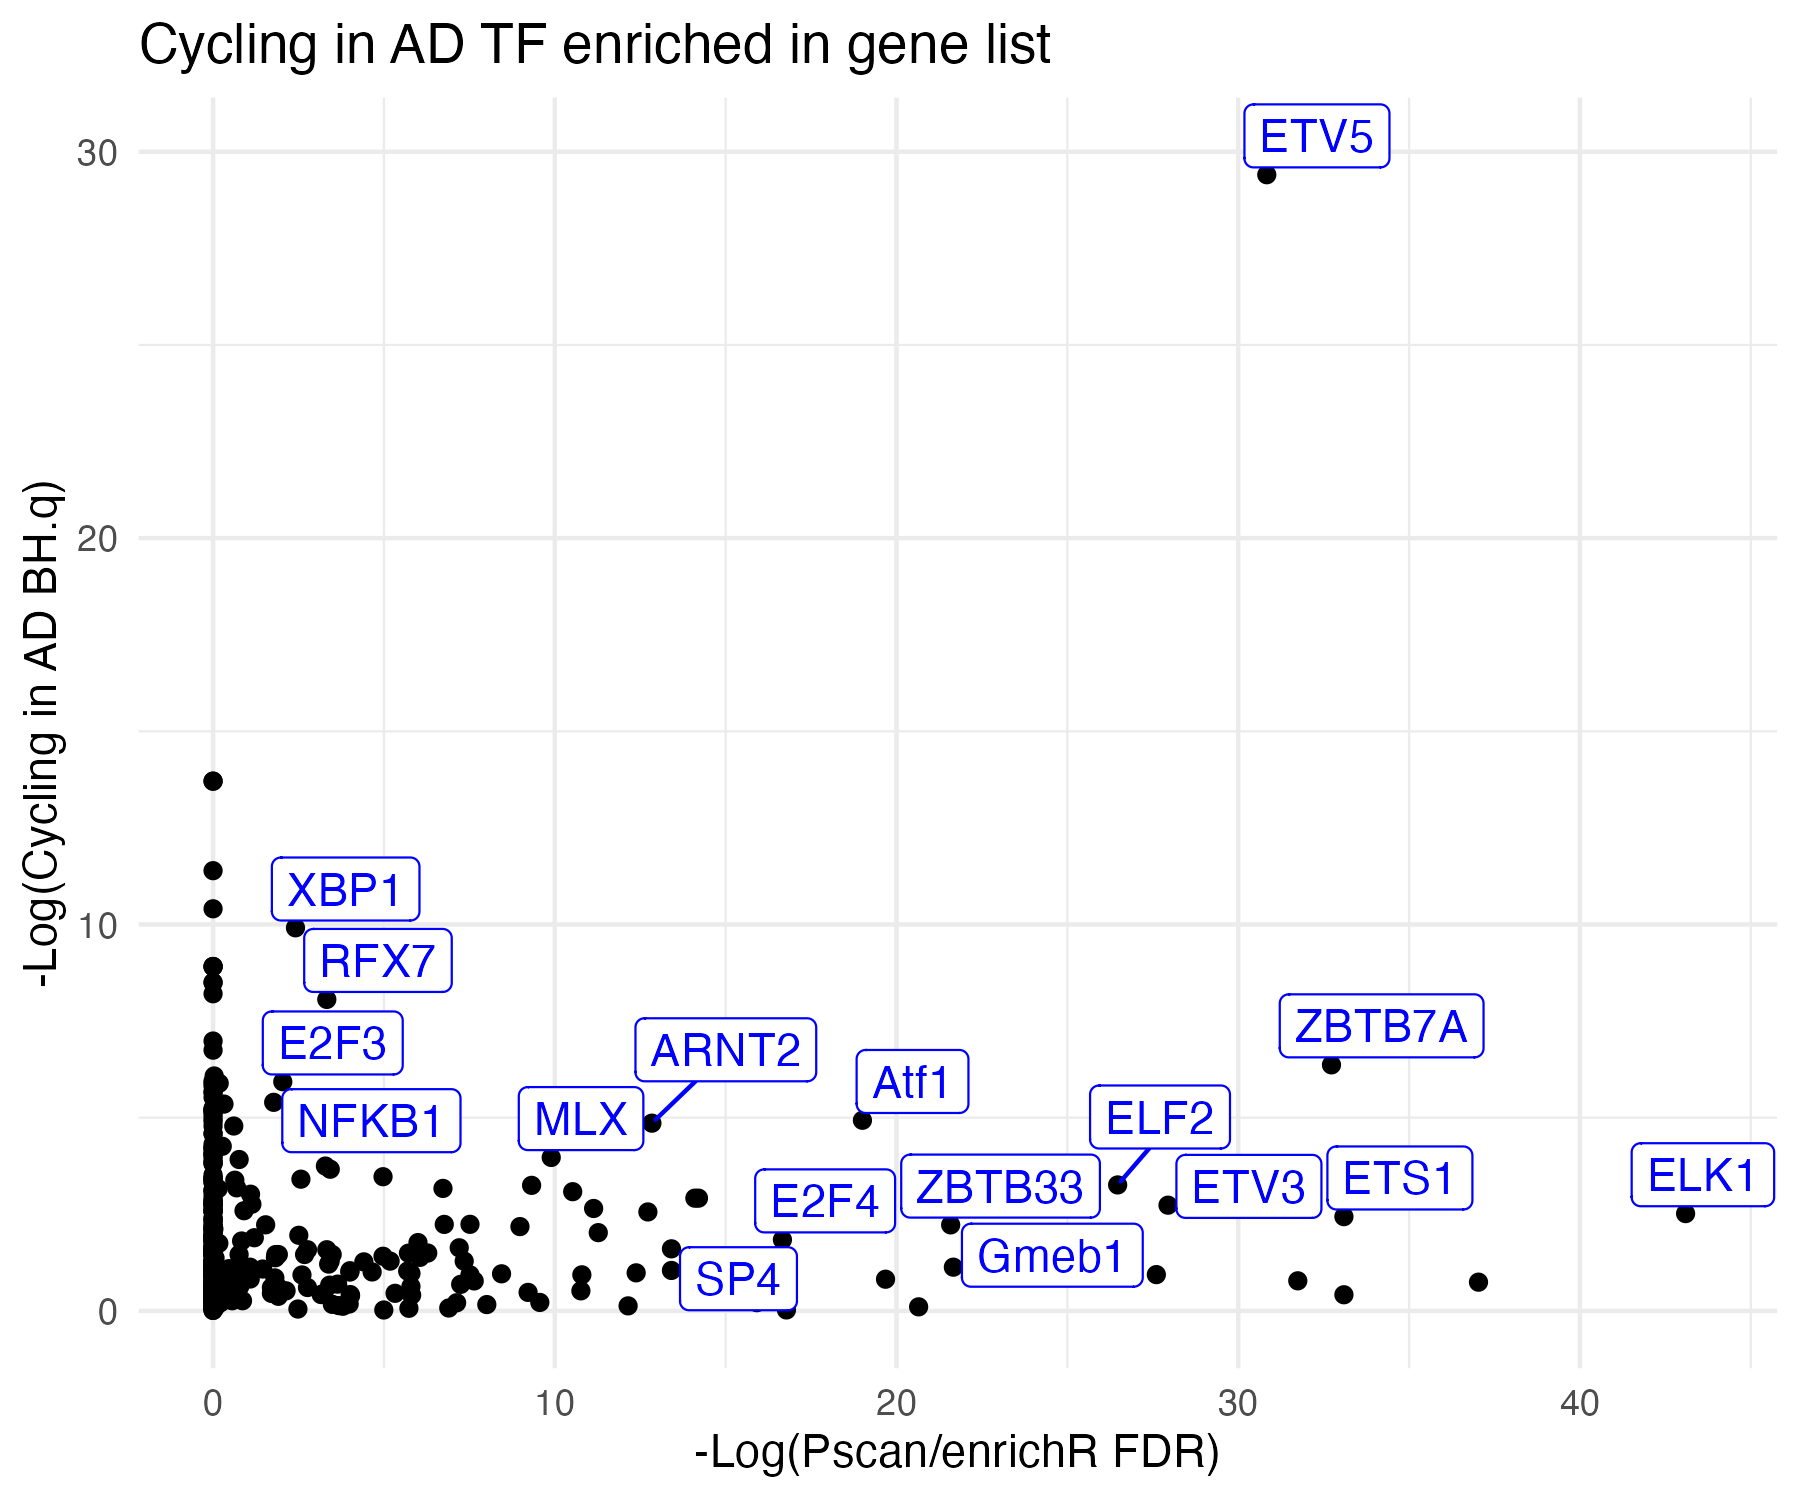 Cycling in AD TF enriched in gene list
-Log(Cycling in AD BH.q)
30
20
10
0
ETV5
XBP1
RFX7
E2F3
NFKB1
MLX
ARNT2
Atf1
ZBTB7A
ELF2
E2F4
ZBTB33
ETV3
ETS1
ELK1
Gmeb1
SP4
0
10
20
30
40
-Log(Pscan/enrichR FDR)